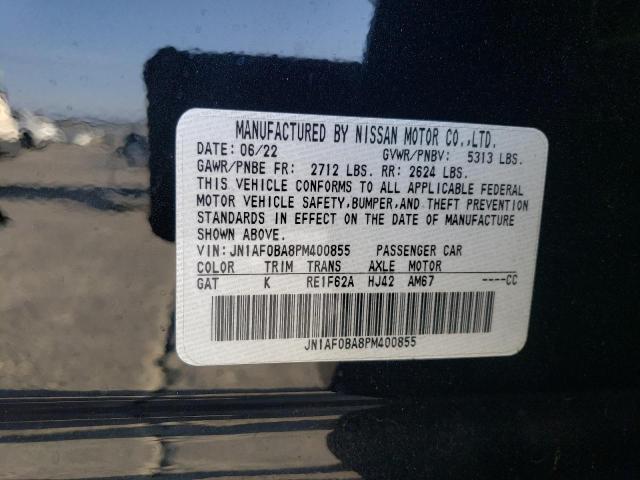 MANUFACTURED BY NISSAN MOTOR CO.,LTD.
DATE: 06/22 GVWR/PNBV: 5313 LBS.
GAWR/PNBE FR: 2712 LBS. RR: 2624 LBS.
THIS VEHICLE CONFORMS TO ALL APPLICABLE FEDERAL
MOTOR VEHICLE SAFETY, BUMPER, AND THEFT PREVENTION
STANDARDS IN EFFECT ON THE DATE OF MANUFACTURE
SHOWN ABOVE.
VIN: JN1AF0BA8PM400855 PASSENGER CAR
COLOR TRIM TRANS AXLE MOTOR
GAT K RE1F62A HJ42 AM67 ----CC
JN1AF0BA8PM400855